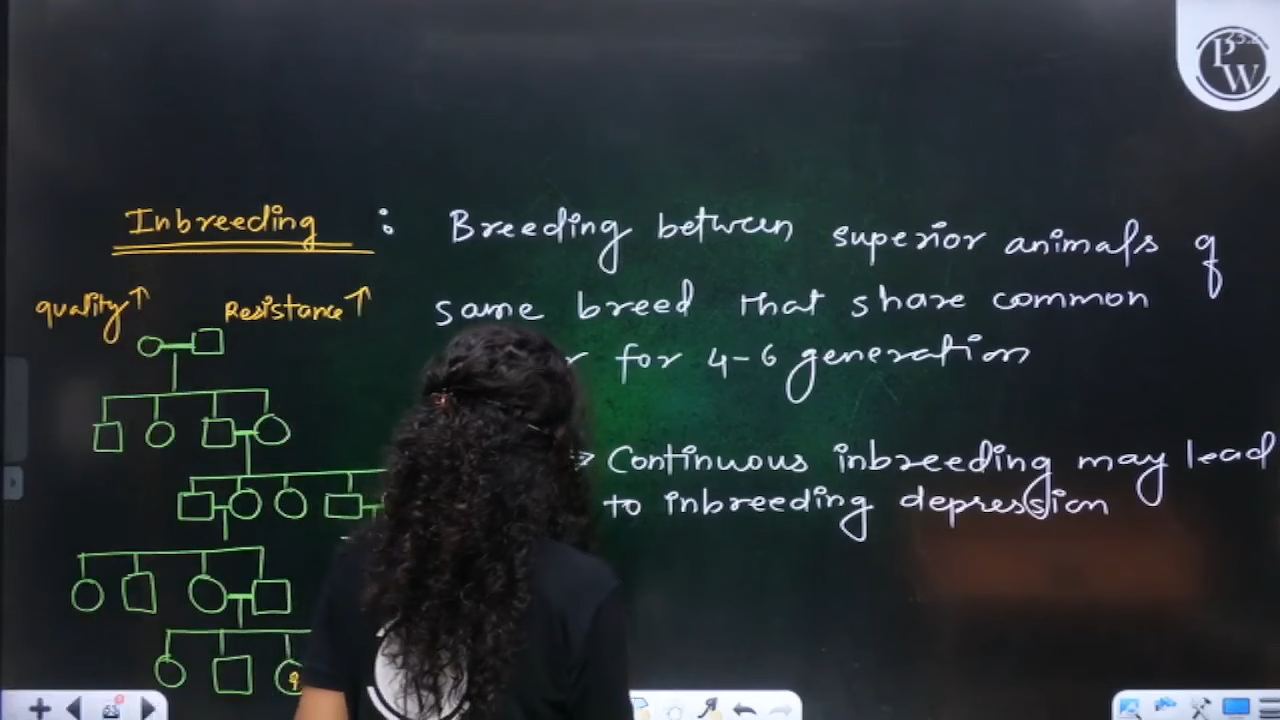 Inbreeding : Breeding between superior animals of
quality↑ Resistance↑ same breed that share common
for 4-6 generation
Continuous inbreeding may lead
to inbreeding depression
PW